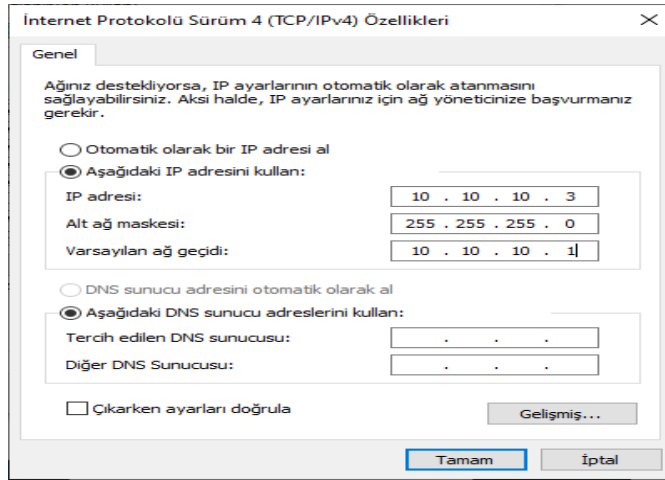 İnternet Protokolü Sürüm 4 (TCP/IPv4) Özellikleri
Genel
Ağınız destekliyorsa, IP ayarlarının otomatik olarak atanmasını
sağlayabilirsiniz. Aksi halde, IP ayarlarınız için ağ yöneticinize başvurmanız
gerekir.
Otomatik olarak bir IP adresi al
Aşağıdaki IP adresini kullan:
IP adresi: 10 . 10 . 10 . 3
Alt ağ maskesi: 255 . 255 . 255 . 0
Varsayılan ağ geçidi: 10 . 10 . 10 . 1
DNS sunucu adresini otomatik olarak al
Aşağıdaki DNS sunucu adreslerini kullan:
Tercih edilen DNS sunucusu: . . .
Diğer DNS Sunucusu: . . .
Çıkarken ayarları doğrula
Gelişmiş...
Tamam
İptal